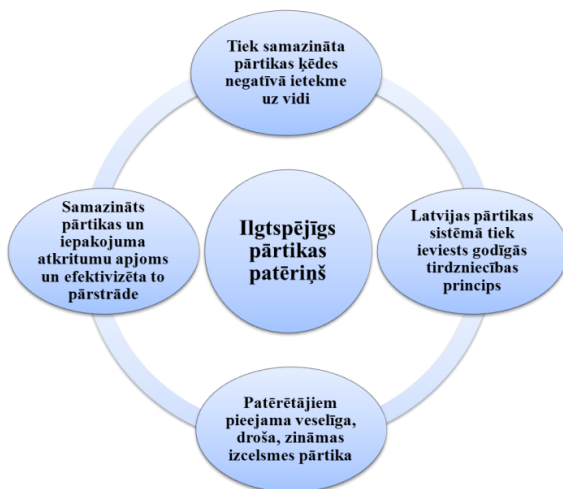 Tiek samazināta
pārtikas ķēdes
negatīvā ietekme
uz vidi
Samazināts
pārtikas un
iepakojuma
atkritumu apjoms
un efektivizēta to
pārstrāde
Ilgtspējīgs
pārtikas
patēriņš
Latvijas pārtikas
sistēmā tiek
ieviests godīgās
tirdzniecības
princips
Patērētājiem
pieejama veselīga,
droša, zināmas
izcelsmes pārtika